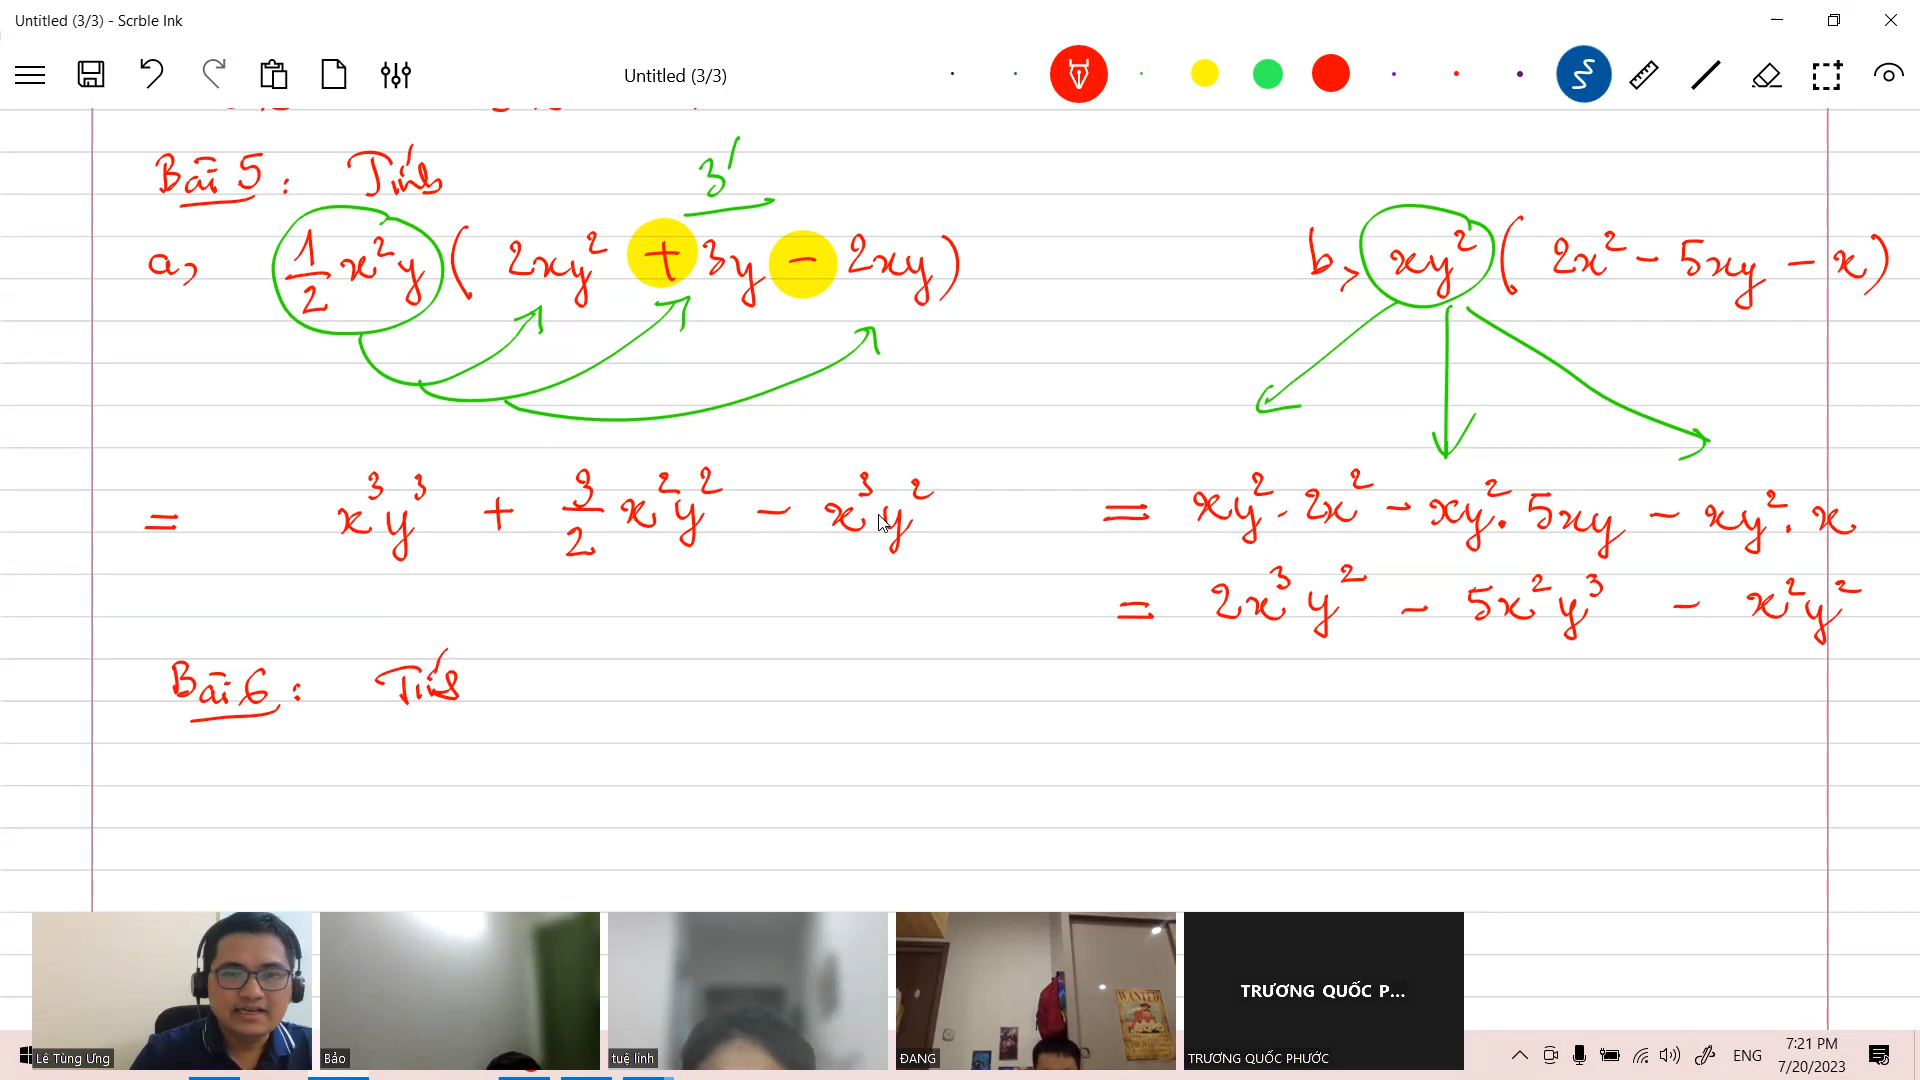 Untitled (3/3) - Scrble Ink
Untitled (3/3)
Bài 5 : Tính
3'
a, 1/2 x²y ( 2xy² + 3y - 2xy)
b, xy² ( 2x² - 5xy - x)
= x³y³ + 3/2 x²y² - x³y²
= xy² . 2x² - xy² . 5xy - xy² . x
= 2x³y² - 5x²y³ - x²y²
Bài 6 : Tính
WANTED
TRƯƠNG QUỐC P...
Lê Tùng Ưng
Bảo
tuệ linh
ĐANG
TRƯƠNG QUỐC PHƯỚC
ENG
7:21 PM
7/20/2023